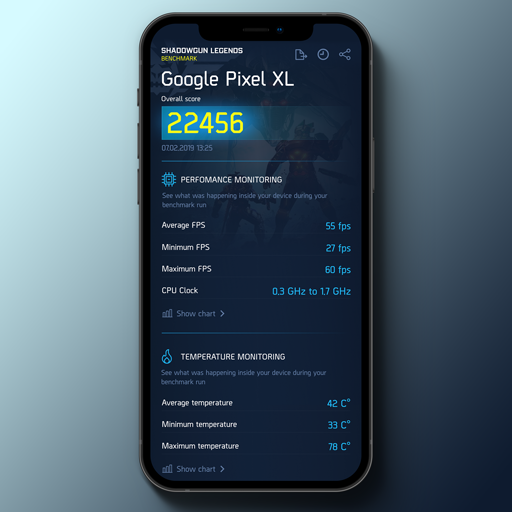 SHADOWGUN LEGENDS
BENCHMARK
Google Pixel XL
Overall score
22456
07.02.2019 13:25
PERFOMANCE MONITORING
See what was happening inside your device during your
benchmark run
Average FPS 55 fps
Minimum FPS 27 fps
Maximum FPS 60 fps
CPU Clock 0.3 GHz to 1.7 GHz
Show chart >
TEMPERATURE MONITORING
See what was happening inside your device during your
benchmark run
Average temperature 42 C°
Minimum temperature 33 C°
Maximum temperature 78 C°
Show chart >